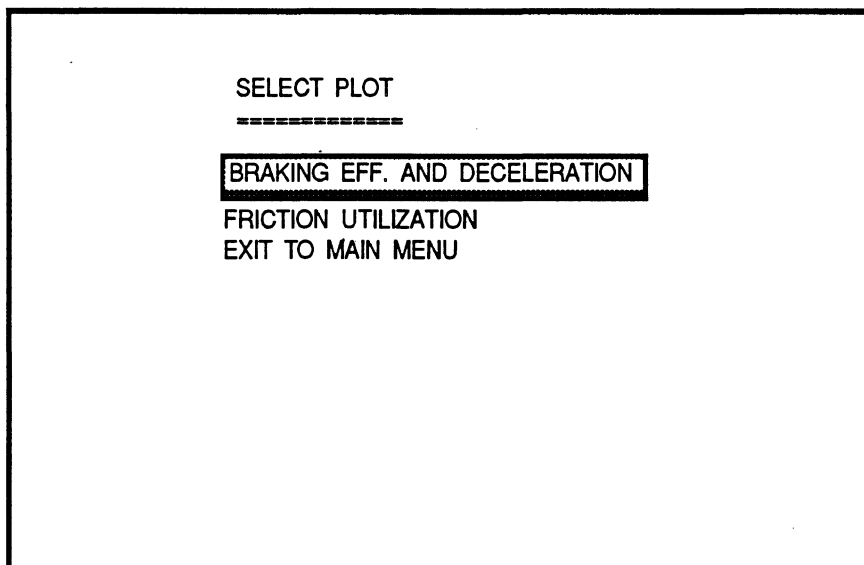 SELECT PLOT
=============
BRAKING EFF. AND DECELERATION
FRICTION UTILIZATION
EXIT TO MAIN MENU